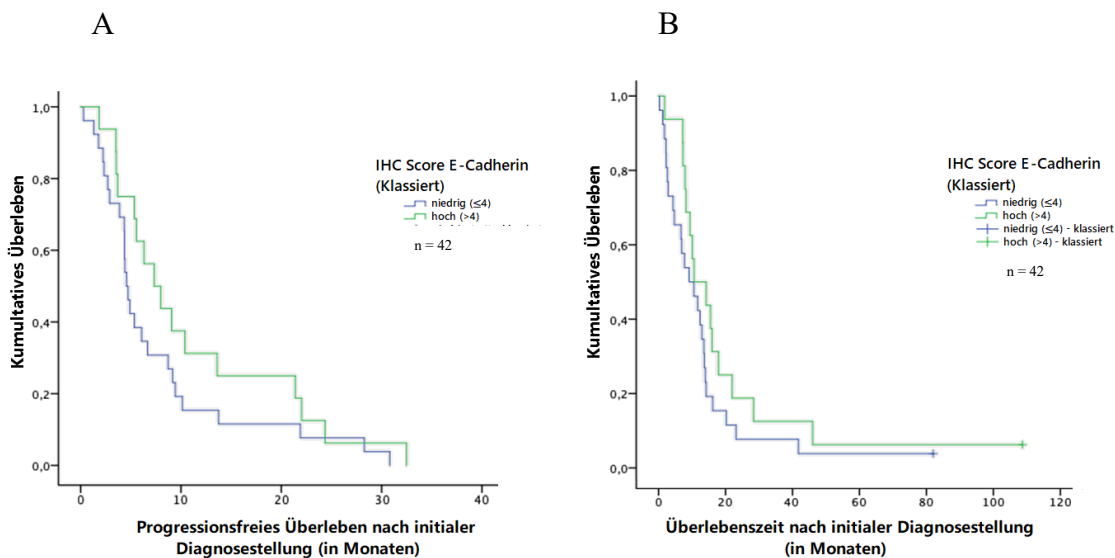 A
Kumultatives Überleben
1,0
0,8
0,6
0,4
0,2
0,0
0 10 20 30 40
Progressionsfreies Überleben nach initialer
Diagnosestellung (in Monaten)
IHC Score E-Cadherin
(Klassiert)
niedrig (≤4)
hoch (>4)
n = 42
B
Kumultatives Überleben
1,0
0,8
0,6
0,4
0,2
0,0
0 20 40 60 80 100 120
Überlebenszeit nach initialer Diagnosestellung
(in Monaten)
IHC Score E-Cadherin
(Klassiert)
niedrig (≤4)
hoch (>4)
niedrig (≤4) - klassiert
hoch (>4) - klassiert
n = 42